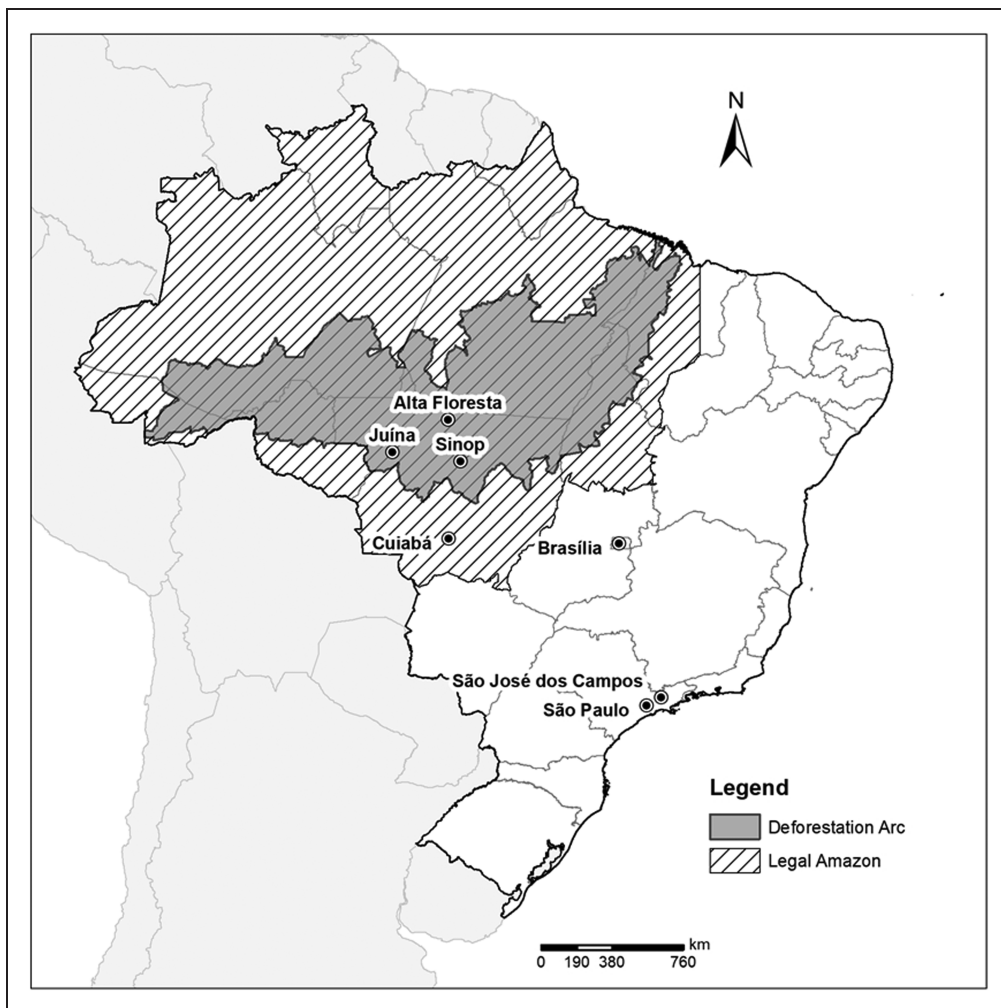 N
Alta Floresta
Juína
Sinop
Cuiabá
Brasília
São José dos Campos
São Paulo
Legend
Deforestation Arc
Legal Amazon
km
0 190 380 760